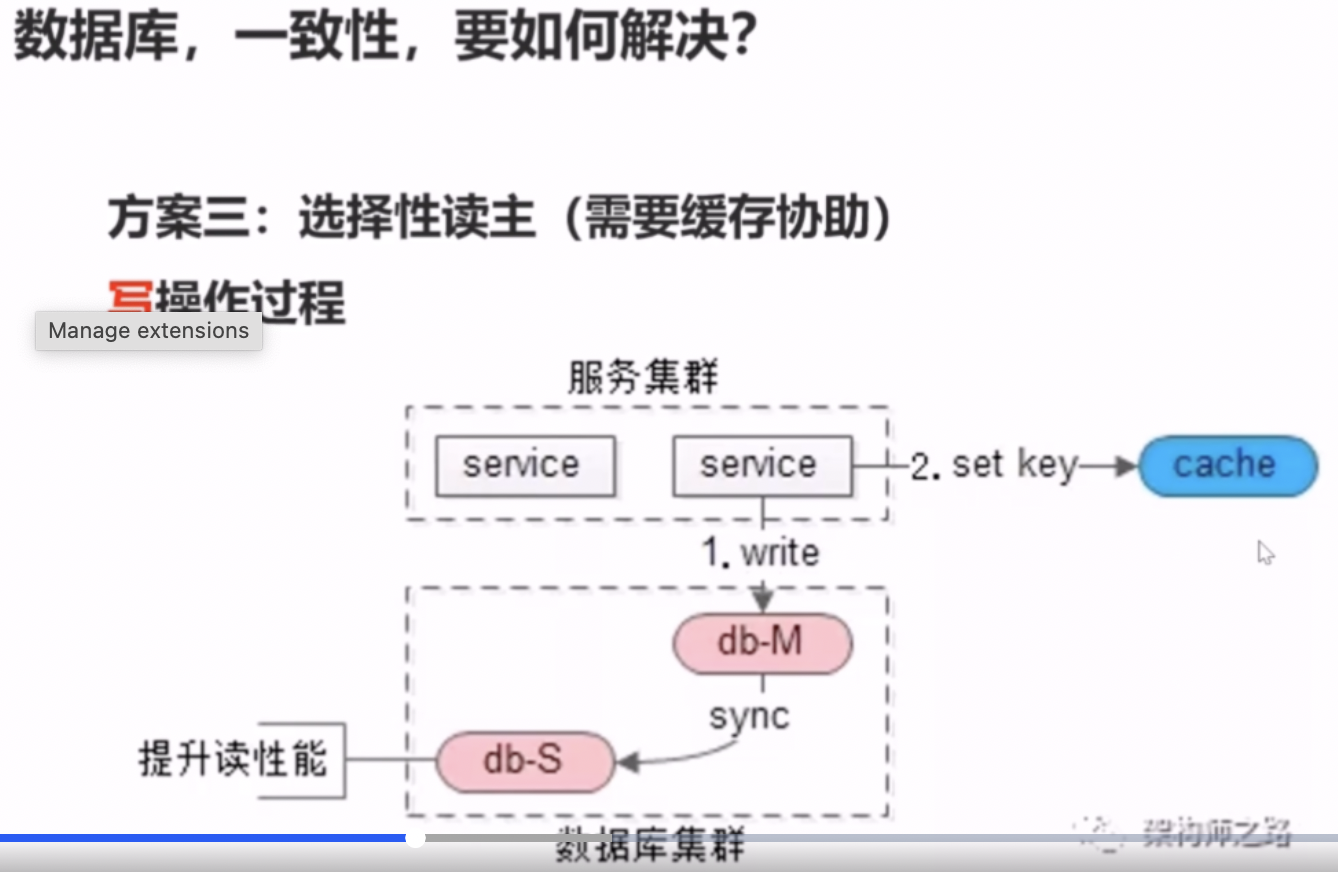 数据库，一致性，要如何解决？
方案三：选择性读主（需要缓存协助）
写操作过程
Manage extensions
服务集群
service
service
2. set key
cache
1. write
db-M
sync
提升读性能
db-S
数据库集群
架构师之路